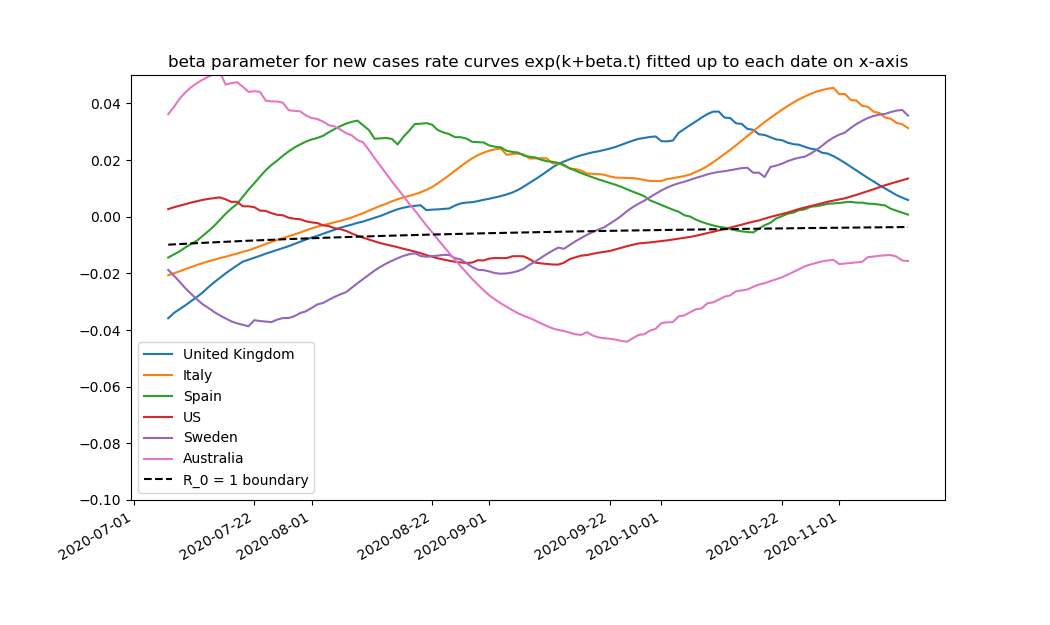 beta parameter for new cases rate curves exp(k+beta.t) fitted up to each date on x-axis
0.04
0.02
0.00
−0.02
−0.04
−0.06
−0.08
−0.10
United Kingdom
Italy
Spain
US
Sweden
Australia
R_0 = 1 boundary
2020-07-01
2020-07-22
2020-08-01
2020-08-22
2020-09-01
2020-09-22
2020-10-01
2020-10-22
2020-11-01